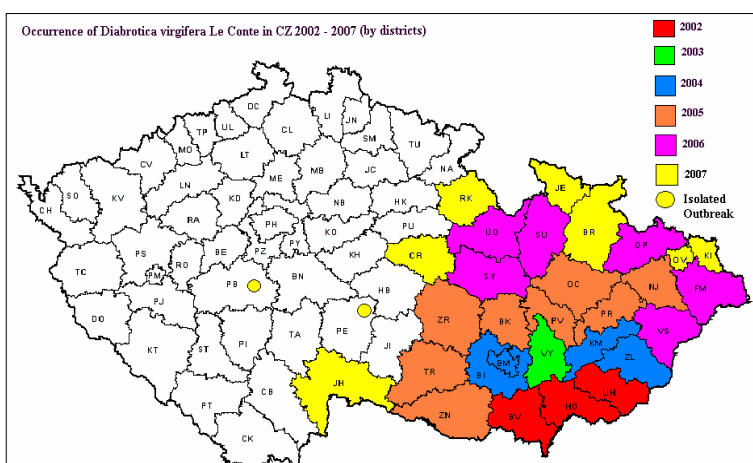 Occurrence of Diabrotica virgifera Le Conte in CZ 2002 - 2007 (by districts)
2002
2003
2004
2005
2006
2007
Isolated
Outbreak
DC
LI
JN
TP
UL
CL
SM
TU
MO
CV
LT
NA
ME
MB
JC
SO
KV
LN
KD
CH
RA
NB
HK
RK
JE
PH
KO
PU
UO
SU
BR
OP
PS
RO
BE
PZ
PY
KH
CR
OV
KI
TC
PM
PB
BN
SY
OC
NJ
FM
PJ
HB
DO
ZR
BK
PV
PR
KT
ST
PI
TA
PE
JI
VS
BI
BM
VY
KM
ZL
TR
JH
CB
PT
UH
HO
BV
ZN
CK